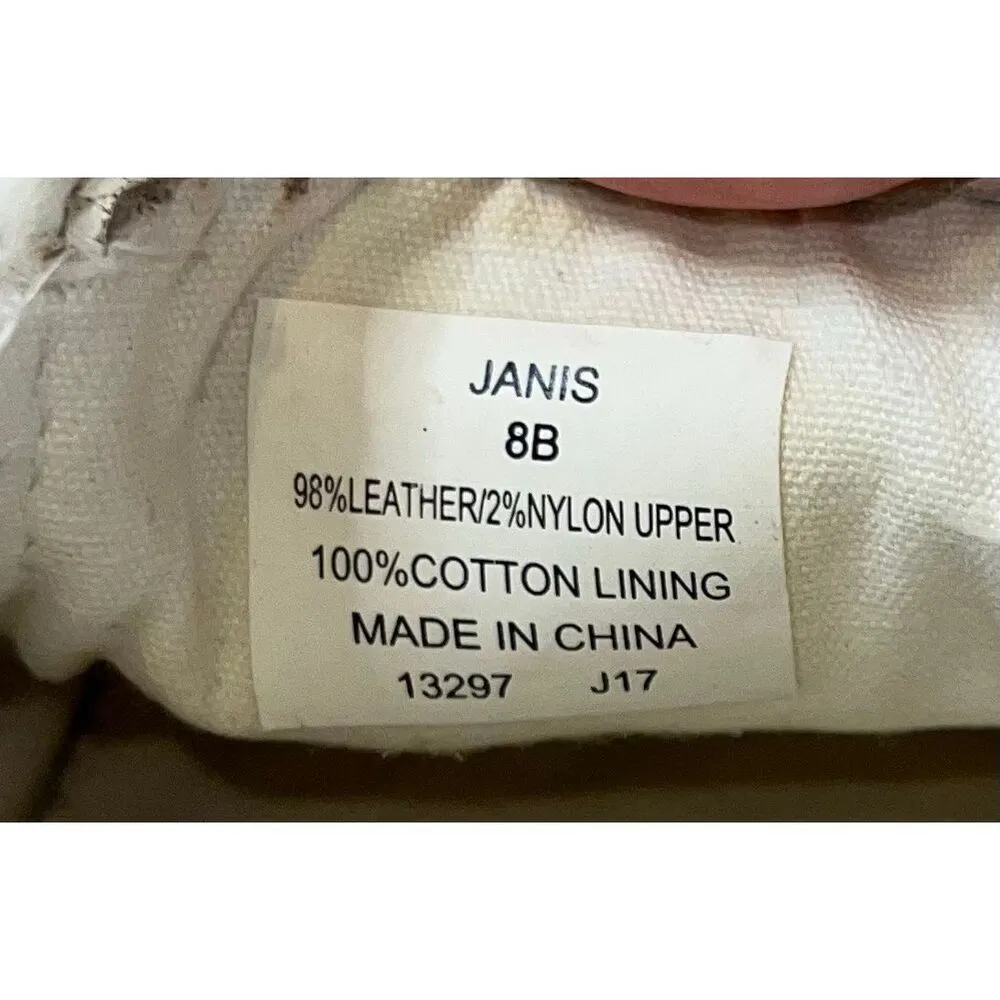 JANIS
8B
98%LEATHER/2%NYLON UPPER
100%COTTON LINING
MADE IN CHINA
13297 J17